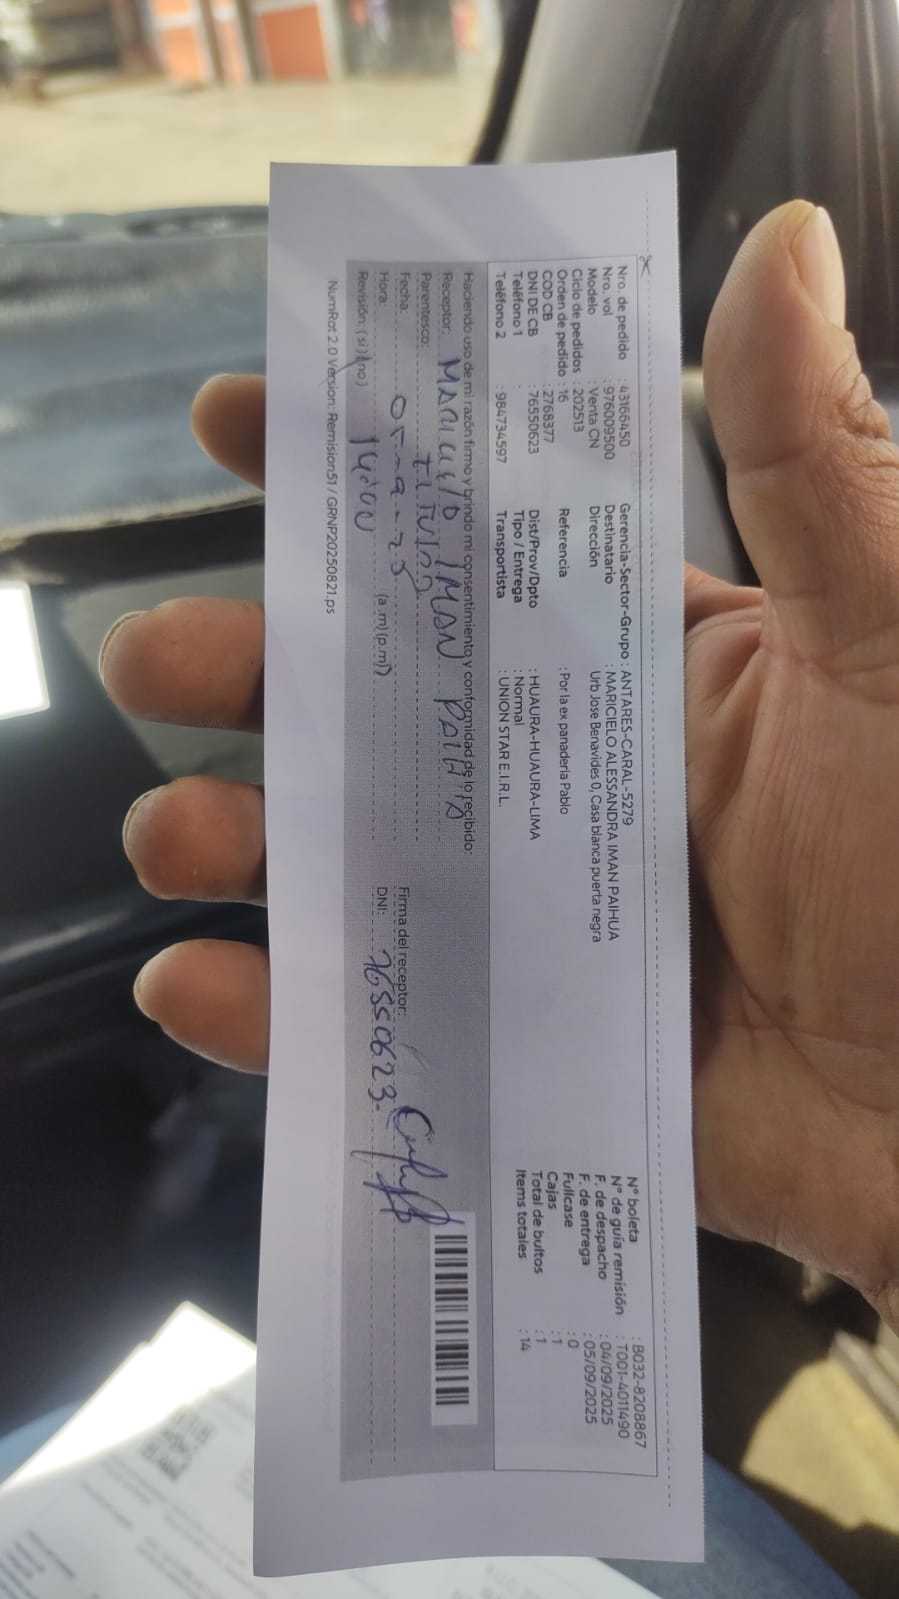 Nro. de pedido : 43166450
Nro. vol : 976009500
Modelo : Venta CN
Ciclo de pedidos : 202513
Orden de pedido : 16
COD CB : 2768377
DNI DE CB : 76550623
Teléfono 1
Teléfono 2 : 984734597
Gerencia-Sector-Grupo : ANTARES-CARAL-5279
Destinatario : MARICIELO ALESSANDRA IMAN PAIHUA
Dirección Urb Jose Benavides 0, Casa blanca puerta negra
Referencia : Por la ex panaderia Pablo
Dist/Prov/Dpto : HUAURA-HUAURA-LIMA
Tipo / Entrega : Normal
Transportista : UNION STAR E.I.R.L.
N° boleta : B032-8208867
N° de guía remisión : T001-4011490
F. de despacho : 04/09/2025
F. de entrega : 05/09/2025
Fullcase : 0
Cajas : 1
Total de bultos : 1
Items totales : 14
Haciendo uso de mi razón firmo y brindo mi consentimiento y conformidad de lo recibido:
Receptor: IMAN PAIHUA
Parentesco: TITULAR
Fecha:
Hora: 14:00 (a .m) (p.m)
Revisión: (si) (no)
Firma del receptor:
DNI: 76550623
NumRot 2.0 Version: Remision51 / GRNP20250821.ps